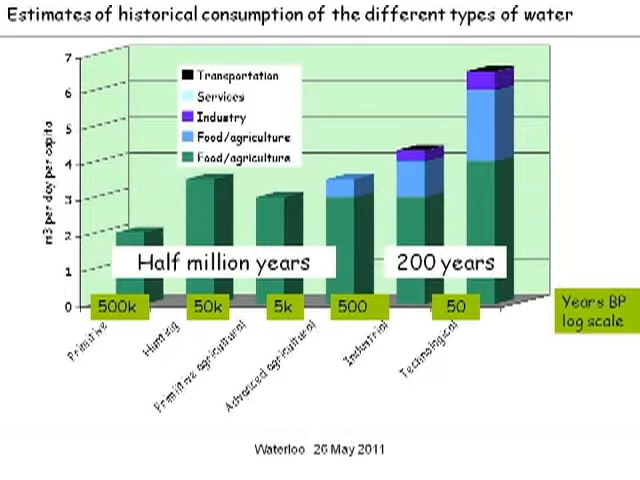 Estimates of historical consumption of the different types of water
7
6
5
4
3
2
1
0
m3 per day per capita
Transportation
Services
Industry
Food/agriculture
Food/agriculture
Half million years
200 years
500k
50k
5k
500
50
Years BP
log scale
Primitive
Hunting
Primitive agricultural
Advanced agricultural
Industrial
Technological
Waterloo 26 May 2011